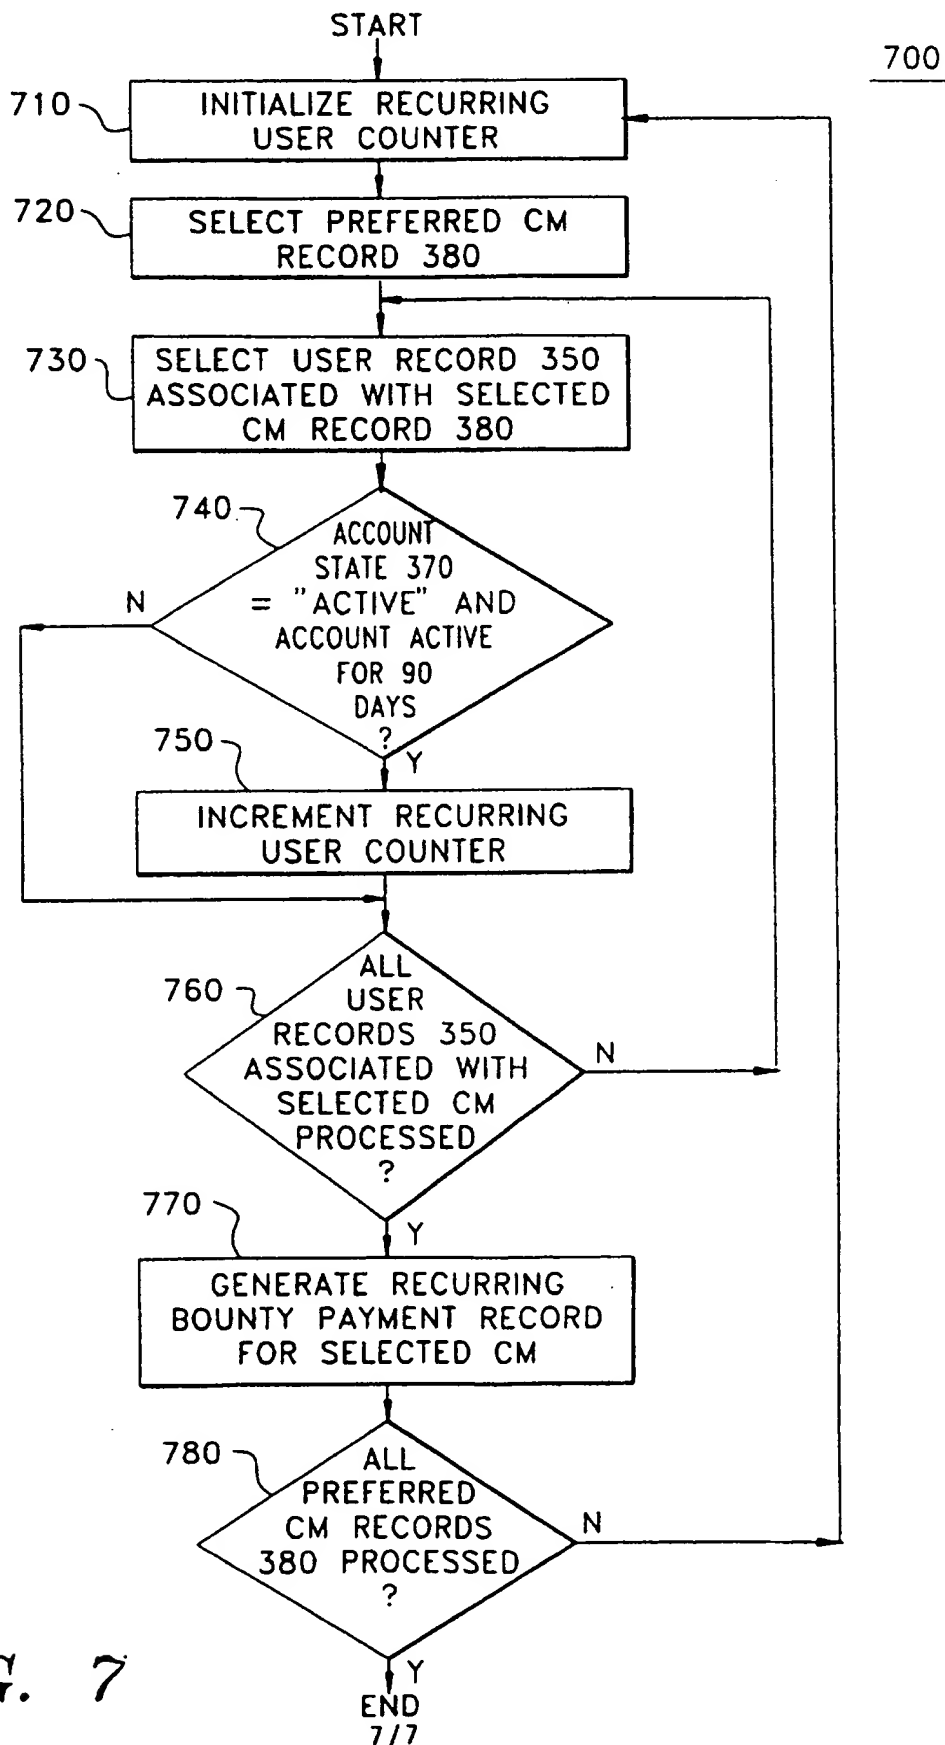 START
700
710
INITIALIZE RECURRING
USER COUNTER
720
SELECT PREFERRED CM
RECORD 380
730
SELECT USER RECORD 350
ASSOCIATED WITH SELECTED
CM RECORD 380
740
ACCOUNT
STATE 370
= "ACTIVE" AND
ACCOUNT ACTIVE
FOR 90
DAYS
?
N
Y
750
INCREMENT RECURRING
USER COUNTER
760
ALL
USER
RECORDS 350
ASSOCIATED WITH
SELECTED CM
PROCESSED
?
N
Y
770
GENERATE RECURRING
BOUNTY PAYMENT RECORD
FOR SELECTED CM
780
ALL
PREFERRED
CM RECORDS
380 PROCESSED
?
N
Y
END
7/7
G. 7